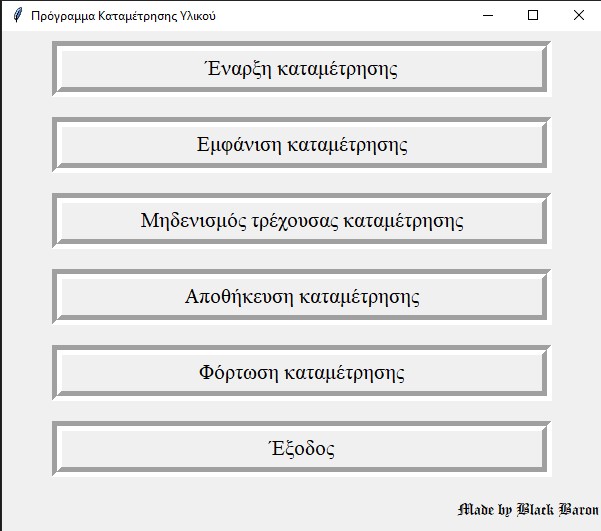 Πρόγραμμα Καταμέτρησης Υλικού
Έναρξη καταμέτρησης
Εμφάνιση καταμέτρησης
Μηδενισμός τρέχουσας καταμέτρησης
Αποθήκευση καταμέτρησης
Φόρτωση καταμέτρησης
Έξοδος
Made by Black Baron